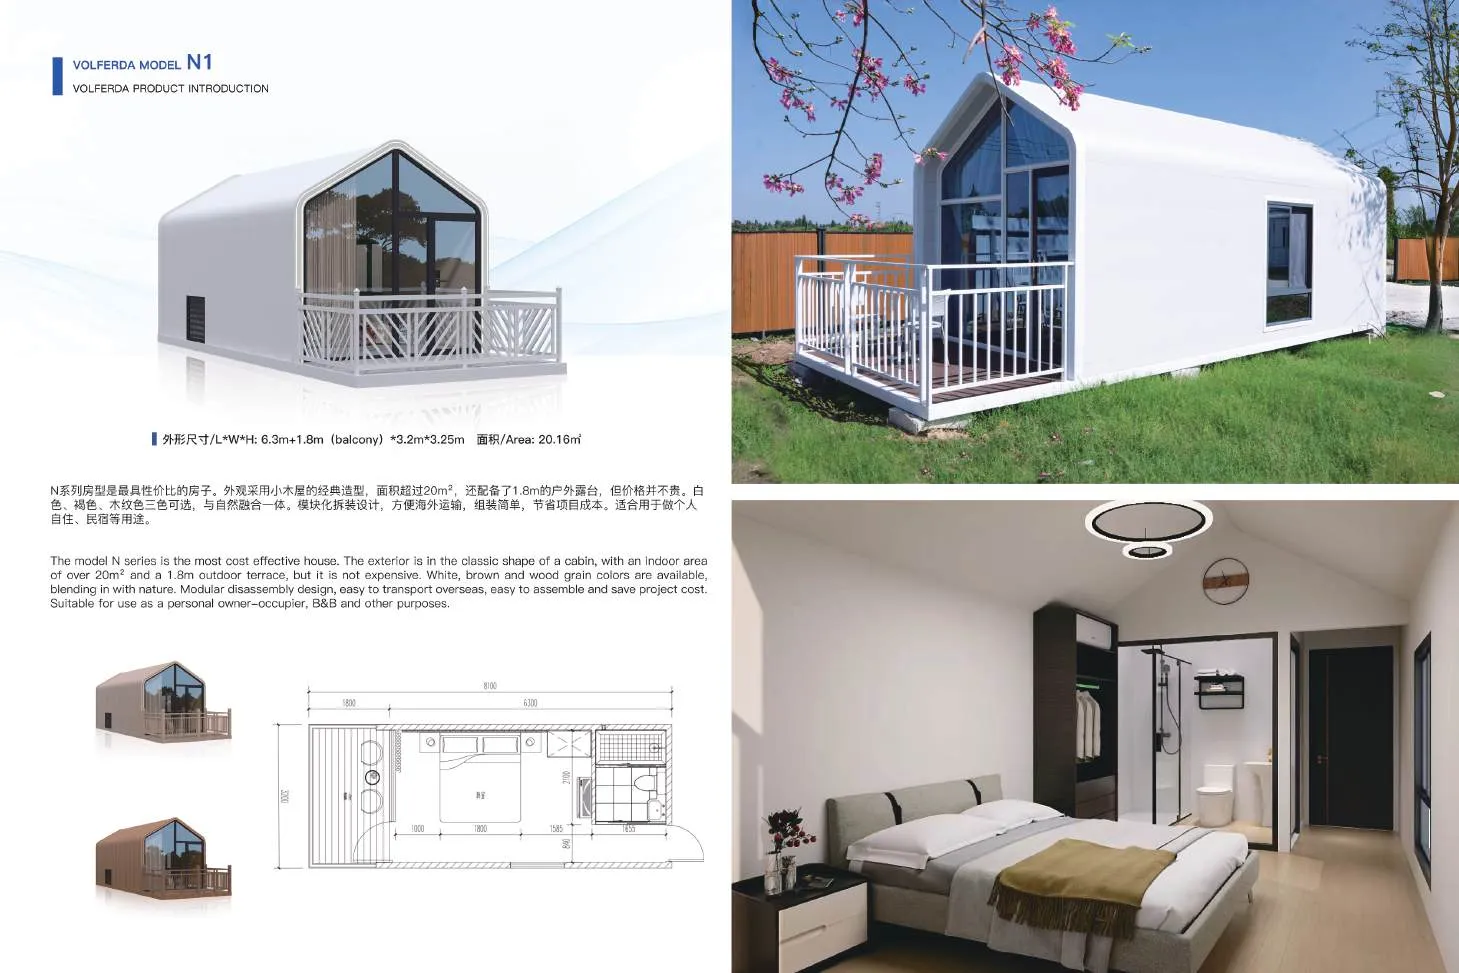 VOLFERDA MODEL N1
VOLFERDA PRODUCT INTRODUCTION
外形尺寸/L*W*H: 6.3m+1.8m（balcony）*3.2m*3.25m 面积/Area: 20.16㎡
N系列房型是最具性价比的房子。外观采用小木屋的经典造型，面积超过20m²，还配备了1.8m的户外露台，但价格并不贵。白
色、褐色、木纹色三色可选，与自然融合一体。模块化拆装设计，方便海外运输，组装简单，节省项目成本。适合用于做个人
自住、民宿等用途。
The model N series is the most cost effective house. The exterior is in the classic shape of a cabin, with an indoor area
of over 20m² and a 1.8m outdoor terrace, but it is not expensive. White, brown and wood grain colors are available,
blending in with nature. Modular disassembly design, easy to transport overseas, easy to assemble and save project cost.
Suitable for use as a personal owner-occupier, B&B and other purposes.
8100
1800 6300
3200
2700
1000 1800 1585 1655
840